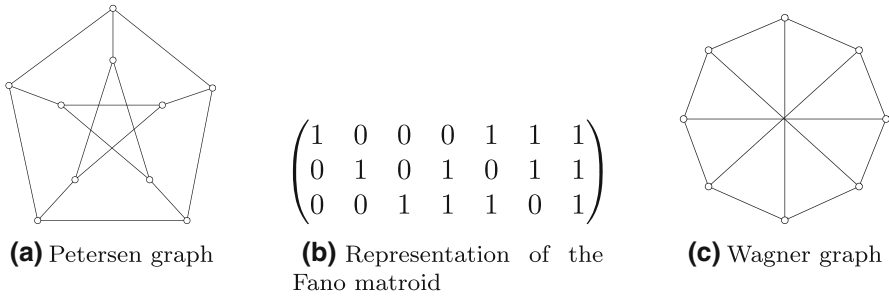 1 0 0 0 1 1 1
0 1 0 1 0 1 1
0 0 1 1 1 0 1
(a) Petersen graph
(b) Representation of the
Fano matroid
(c) Wagner graph